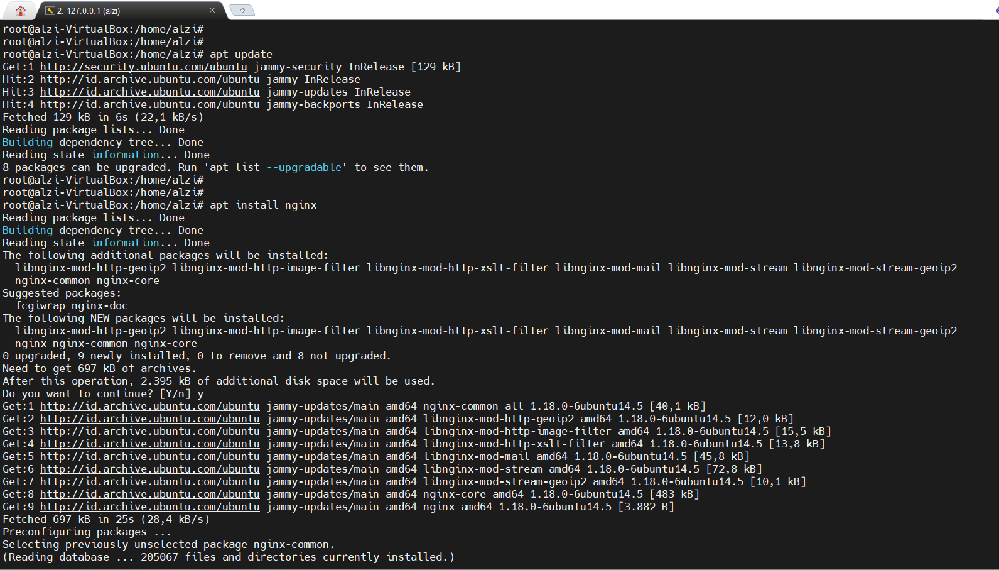 2. 127.0.0.1 (alzi)
root@alzi-VirtualBox:/home/alzi#
root@alzi-VirtualBox:/home/alzi#
root@alzi-VirtualBox:/home/alzi# apt update
Get:1 http://security.ubuntu.com/ubuntu jammy-security InRelease [129 kB]
Hit:2 http://id.archive.ubuntu.com/ubuntu jammy InRelease
Hit:3 http://id.archive.ubuntu.com/ubuntu jammy-updates InRelease
Hit:4 http://id.archive.ubuntu.com/ubuntu jammy-backports InRelease
Fetched 129 kB in 6s (22,1 kB/s)
Reading package lists... Done
Building dependency tree... Done
Reading state information... Done
8 packages can be upgraded. Run 'apt list --upgradable' to see them.
root@alzi-VirtualBox:/home/alzi#
root@alzi-VirtualBox:/home/alzi#
root@alzi-VirtualBox:/home/alzi# apt install nginx
Reading package lists... Done
Building dependency tree... Done
Reading state information... Done
The following additional packages will be installed:
  libnginx-mod-http-geoip2 libnginx-mod-http-image-filter libnginx-mod-http-xslt-filter libnginx-mod-mail libnginx-mod-stream libnginx-mod-stream-geoip2
  nginx-common nginx-core
Suggested packages:
  fcgiwrap nginx-doc
The following NEW packages will be installed:
  libnginx-mod-http-geoip2 libnginx-mod-http-image-filter libnginx-mod-http-xslt-filter libnginx-mod-mail libnginx-mod-stream libnginx-mod-stream-geoip2
  nginx nginx-common nginx-core
0 upgraded, 9 newly installed, 0 to remove and 8 not upgraded.
Need to get 697 kB of archives.
After this operation, 2.395 kB of additional disk space will be used.
Do you want to continue? [Y/n] y
Get:1 http://id.archive.ubuntu.com/ubuntu jammy-updates/main amd64 nginx-common all 1.18.0-6ubuntu14.5 [40,1 kB]
Get:2 http://id.archive.ubuntu.com/ubuntu jammy-updates/main amd64 libnginx-mod-http-geoip2 amd64 1.18.0-6ubuntu14.5 [12,0 kB]
Get:3 http://id.archive.ubuntu.com/ubuntu jammy-updates/main amd64 libnginx-mod-http-image-filter amd64 1.18.0-6ubuntu14.5 [15,5 kB]
Get:4 http://id.archive.ubuntu.com/ubuntu jammy-updates/main amd64 libnginx-mod-http-xslt-filter amd64 1.18.0-6ubuntu14.5 [13,8 kB]
Get:5 http://id.archive.ubuntu.com/ubuntu jammy-updates/main amd64 libnginx-mod-mail amd64 1.18.0-6ubuntu14.5 [45,8 kB]
Get:6 http://id.archive.ubuntu.com/ubuntu jammy-updates/main amd64 libnginx-mod-stream amd64 1.18.0-6ubuntu14.5 [72,8 kB]
Get:7 http://id.archive.ubuntu.com/ubuntu jammy-updates/main amd64 libnginx-mod-stream-geoip2 amd64 1.18.0-6ubuntu14.5 [10,1 kB]
Get:8 http://id.archive.ubuntu.com/ubuntu jammy-updates/main amd64 nginx-core amd64 1.18.0-6ubuntu14.5 [483 kB]
Get:9 http://id.archive.ubuntu.com/ubuntu jammy-updates/main amd64 nginx amd64 1.18.0-6ubuntu14.5 [3.882 B]
Fetched 697 kB in 25s (28,4 kB/s)
Preconfiguring packages ...
Selecting previously unselected package nginx-common.
(Reading database ... 205067 files and directories currently installed.)